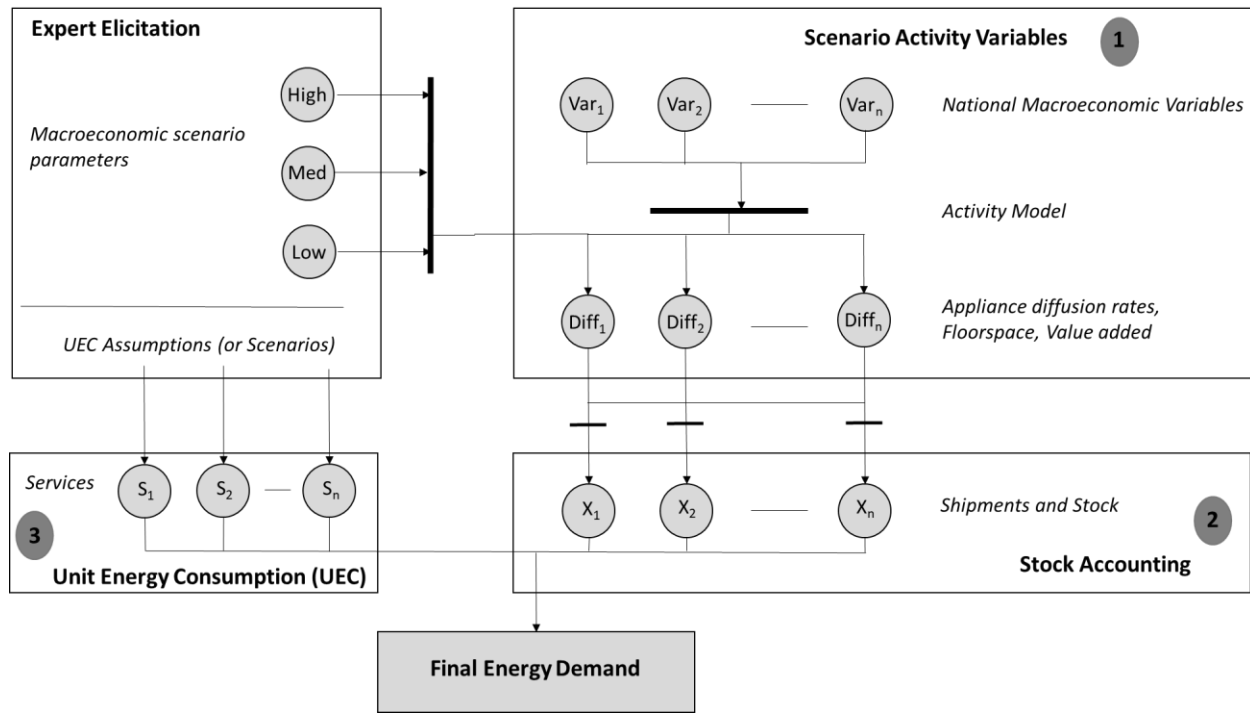 Expert Elicitation
High
Macroeconomic scenario
parameters
Med
Low
UEC Assumptions (or Scenarios)
Scenario Activity Variables
1
Var₁
Var₂
Varₙ
National Macroeconomic Variables
Activity Model
Diff₁
Diff₂
Diffₙ
Appliance diffusion rates,
Floorspace, Value added
Services
S₁
S₂
Sₙ
3
Unit Energy Consumption (UEC)
X₁
X₂
Xₙ
Shipments and Stock
2
Stock Accounting
Final Energy Demand